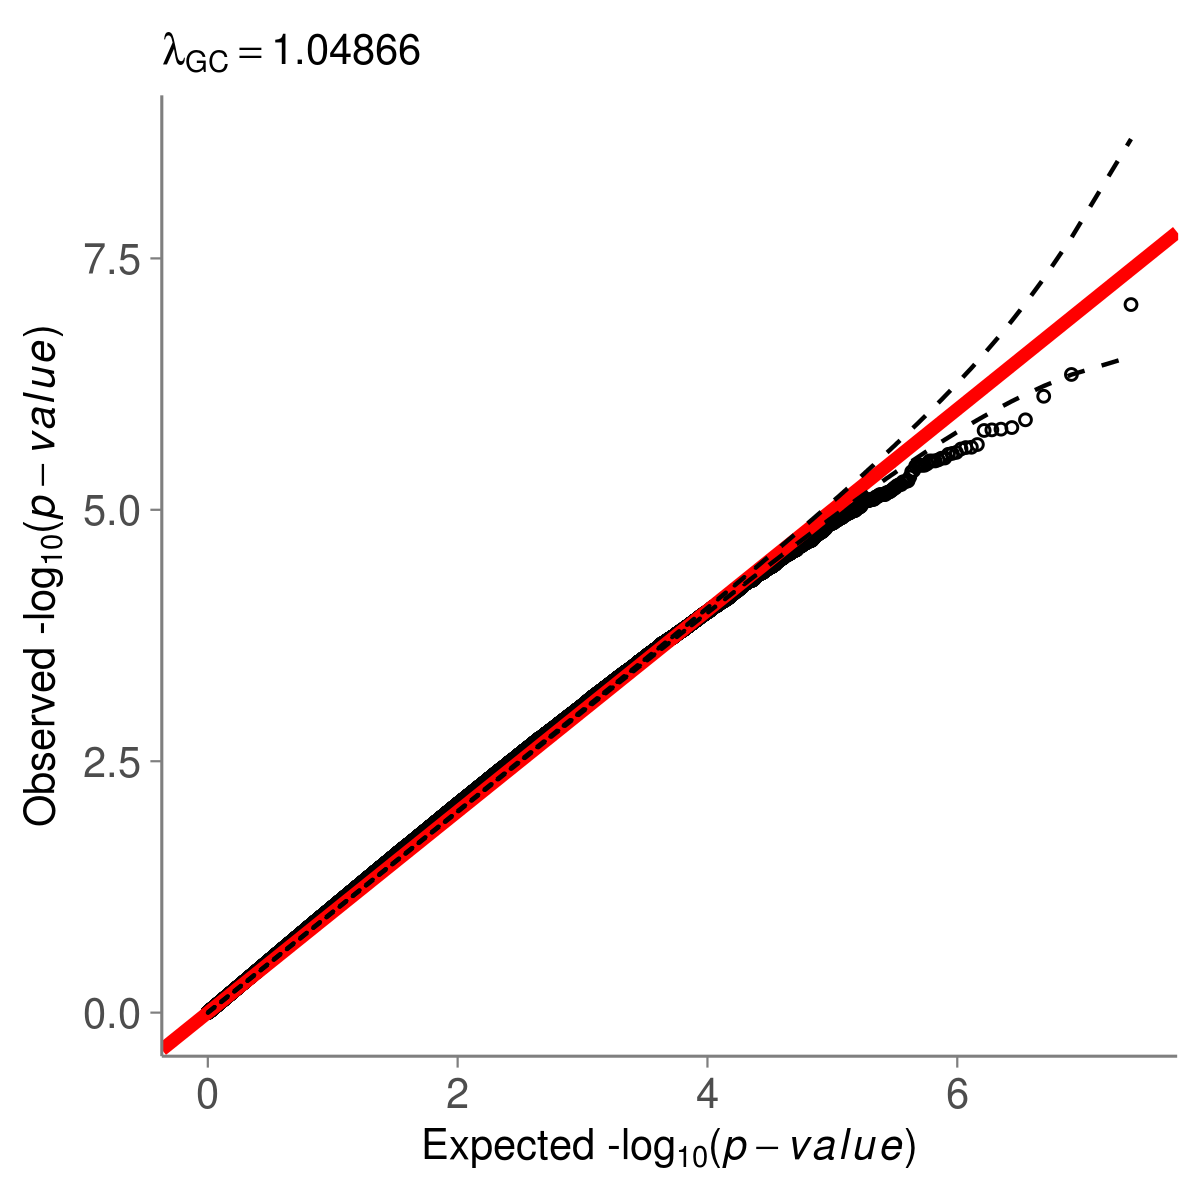 λGC = 1.04866
7.5
5.0
2.5
0.0
Observed -log10(p − value)
0 2 4 6
Expected -log10(p − value)